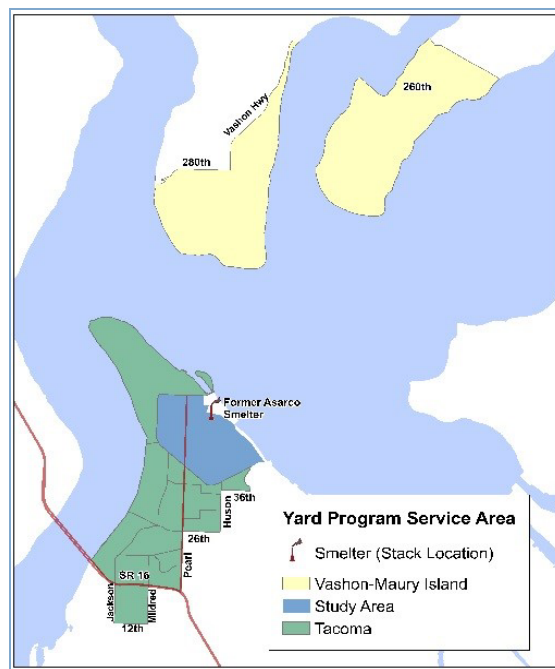 260th
Vashon Hwy
280th
Former Asarco
Smelter
36th
Huson
26th
Pearl
SR 16
Jackson
Mildred
12th
Yard Program Service Area
Smelter (Stack Location)
Vashon-Maury Island
Study Area
Tacoma